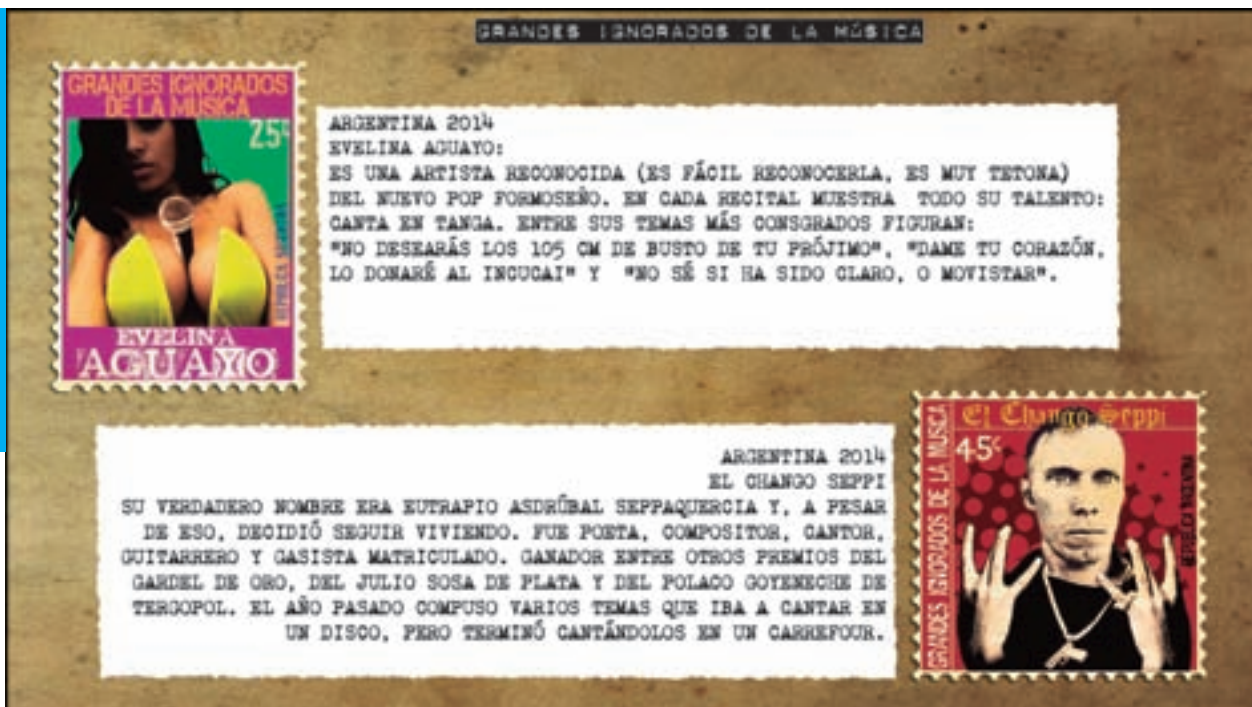 GRANDES IGNORADOS DE LA MÚSICA
GRANDES IGNORADOS
DE LA MUSICA
25c
REPUBLICA ARGENTINA
EVELINA
AGUAYO
ARGENTINA 2014
EVELINA AGUAYO:
ES UNA ARTISTA RECONOCIDA (ES FÁCIL RECONOCERLA, ES MUY TETONA)
DEL NUEVO POP FORMOSEÑO. EN CADA RECITAL MUESTRA TODO SU TALENTO:
CANTA EN TANGA. ENTRE SUS TEMAS MÁS CONSGRADOS FIGURAN:
"NO DESEARÁS LOS 105 CM DE BUSTO DE TU PRÓJIMO", "DAME TU CORAZÓN,
LO DONARÉ AL INCUCAI" Y "NO SÉ SI HA SIDO CLARO, O MOVISTAR".
El Chango Seppi
45c
GRANDES IGNORADOS DE LA MUSICA
REPUBLICA ARGENTINA
ARGENTINA 2014
EL CHANGO SEPPI
SU VERDADERO NOMBRE ERA EUTRAPIO ASDRÚBAL SEPPAQUERCIA Y, A PESAR
DE ESO, DECIDIÓ SEGUIR VIVIENDO. FUE POETA, COMPOSITOR, CANTOR,
GUITARRERO Y GASISTA MATRICULADO. GANADOR ENTRE OTROS PREMIOS DEL
GARDEL DE ORO, DEL JULIO SOSA DE PLATA Y DEL POLACO GOYENECHE DE
TERGOPOL. EL AÑO PASADO COMPUSO VARIOS TEMAS QUE IBA A CANTAR EN
UN DISCO, PERO TERMINÓ CANTÁNDOLOS EN UN CARREFOUR.